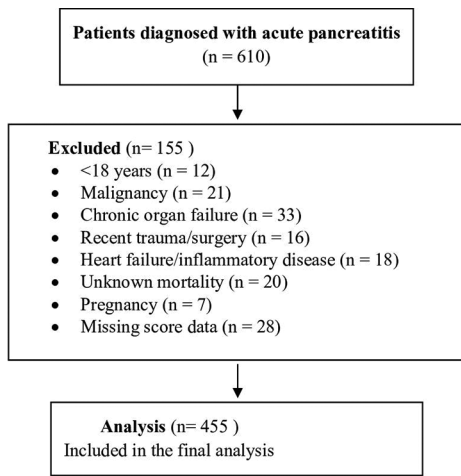 Patients diagnosed with acute pancreatitis
(n = 610)
Excluded (n= 155 )
• <18 years (n = 12)
• Malignancy (n = 21)
• Chronic organ failure (n = 33)
• Recent trauma/surgery (n = 16)
• Heart failure/inflammatory disease (n = 18)
• Unknown mortality (n = 20)
• Pregnancy (n = 7)
• Missing score data (n = 28)
Analysis (n= 455 )
Included in the final analysis